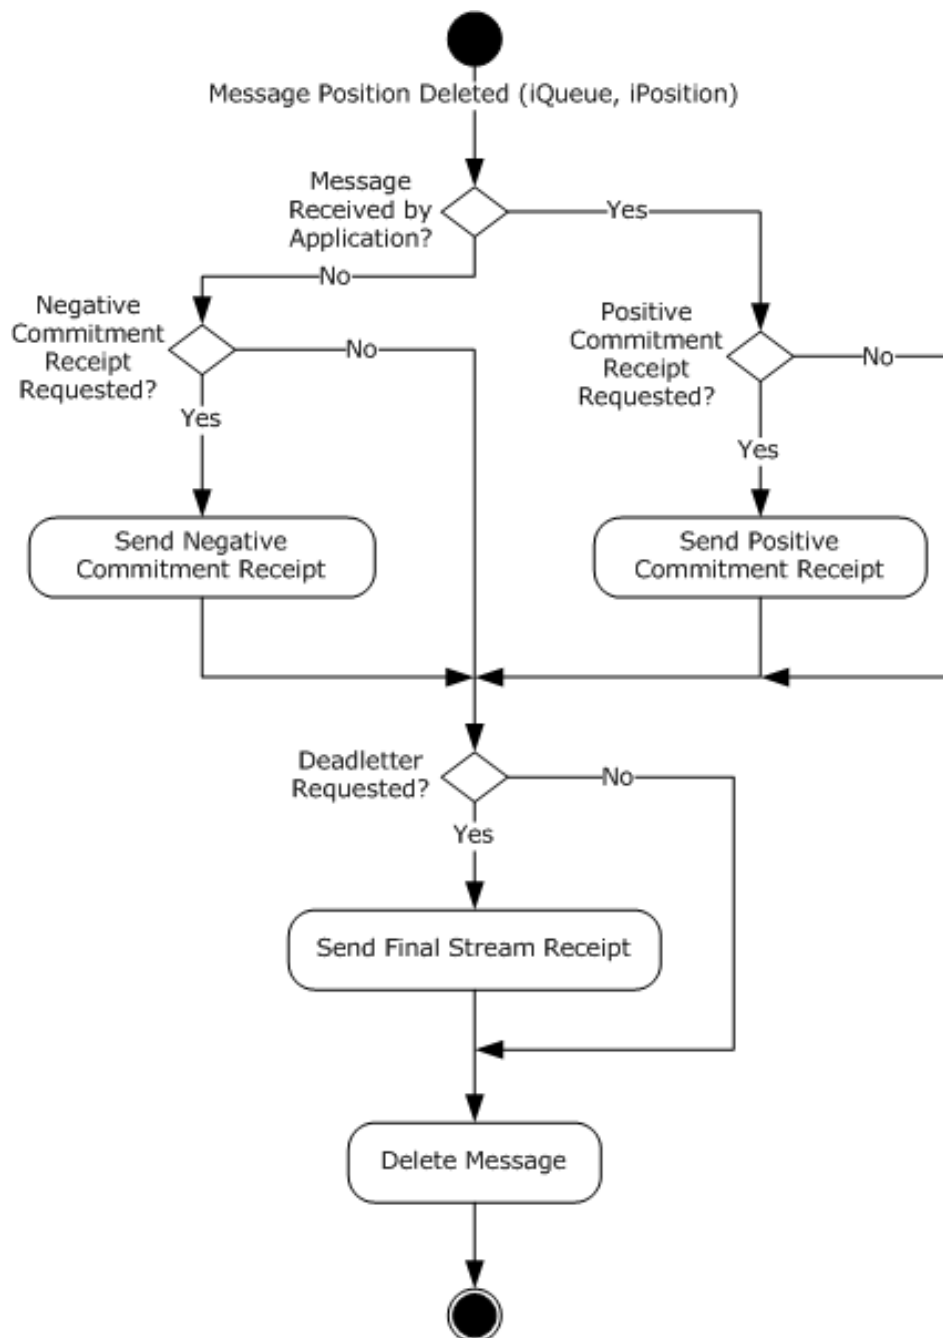 Message Position Deleted (iQueue, iPosition)
Message
Received by
Application?
Yes
No
Negative
Commitment
Receipt
Requested?
No
Positive
Commitment
Receipt
Requested?
No
Yes
Yes
Send Negative
Commitment Receipt
Send Positive
Commitment Receipt
Deadletter
Requested?
No
Yes
Send Final Stream Receipt
Delete Message